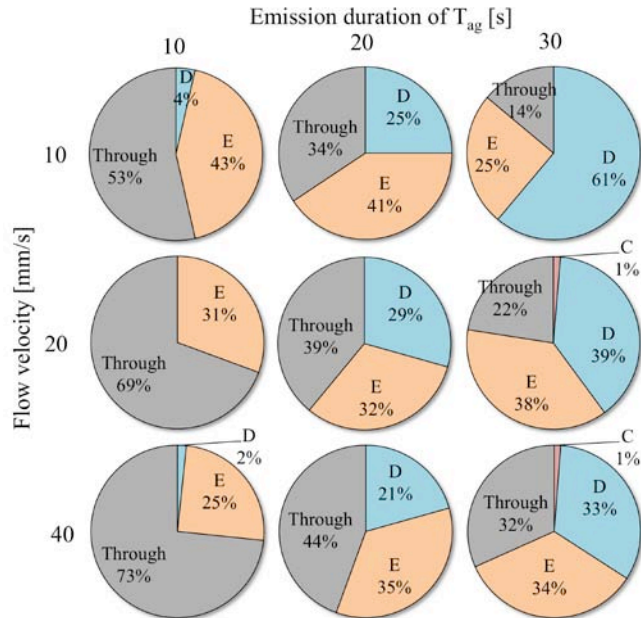 Emission duration of Tag [s]
10 20 30
Flow velocity [mm/s]
10
D
4%
E
43%
Through
53%
D
25%
E
41%
Through
34%
Through
14%
E
25%
D
61%
20
E
31%
Through
69%
D
29%
E
32%
Through
39%
C
1%
D
39%
E
38%
Through
22%
40
D
2%
E
25%
Through
73%
D
21%
E
35%
Through
44%
C
1%
D
33%
E
34%
Through
32%